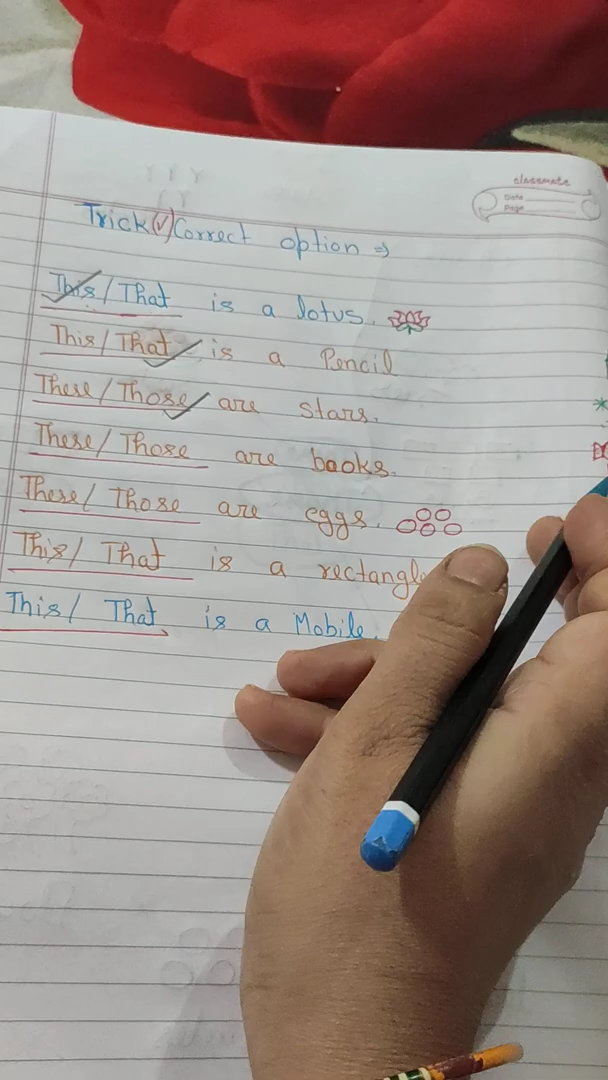 classmate
Date
Page
Trick(✓)Correct option ⇒
This/That is a lotus.
This/That is a Pencil
These/Those are stars.
These/Those are books.
These/Those are eggs.
This/That is a rectangle
This/That is a Mobile.